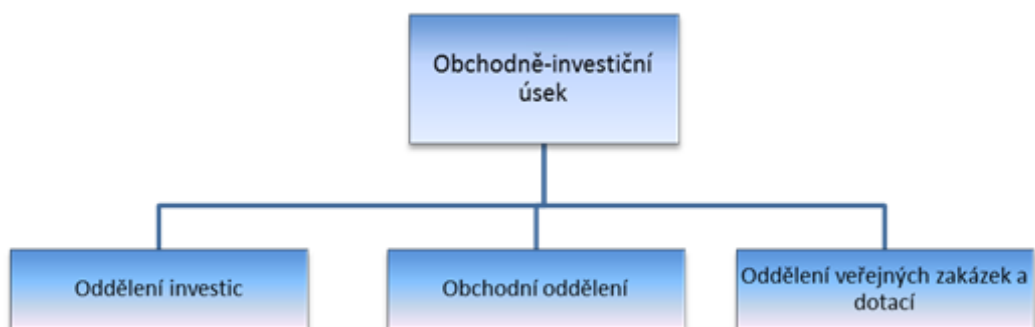 Obchodně-investiční
úsek
Oddělení investic
Obchodní oddělení
Oddělení veřejných zakázek a
dotací